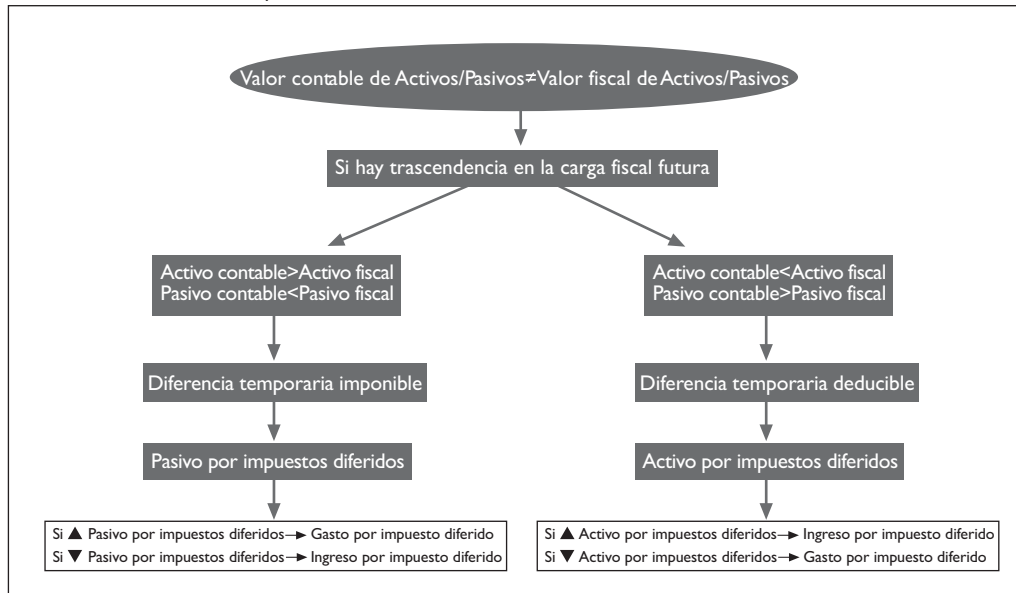 Valor contable de Activos/Pasivos≠Valor fiscal de Activos/Pasivos
Si hay trascendencia en la carga fiscal futura
Activo contable>Activo fiscal
Pasivo contable<Pasivo fiscal
Diferencia temporaria imponible
Pasivo por impuestos diferidos
Si ▲ Pasivo por impuestos diferidos→ Gasto por impuesto diferido
Si ▼ Pasivo por impuestos diferidos→ Ingreso por impuesto diferido
Activo contable<Activo fiscal
Pasivo contable>Pasivo fiscal
Diferencia temporaria deducible
Activo por impuestos diferidos
Si ▲ Activo por impuestos diferidos→ Ingreso por impuesto diferido
Si ▼ Activo por impuestos diferidos→ Gasto por impuesto diferido